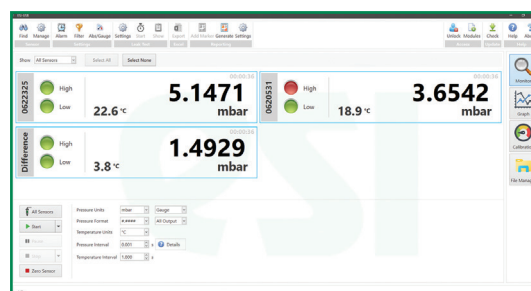 Find Manage Alarm Filter Abs/Gauge Settings Start Export Add Marker Generate Settings Unlock Modules Check Help
Show All Sensors Select All Select None
0622325 High Low 22.6 °C 00:00:36 5.1471 mbar
0620531 High Low 18.9 °C 00:00:36 3.6542 mbar
Difference High Low 3.8 °C 00:00:36 1.4929 mbar
Monitor
Graph
Calibration
File Manag
esi
All Sensors
Start
Zero Sensor
Pressure Units mbar Gauge
Pressure Format *.**** All Output
Temperature Units °C
Pressure Interval 0.001 s Details
Temperature Interval 1.000 s